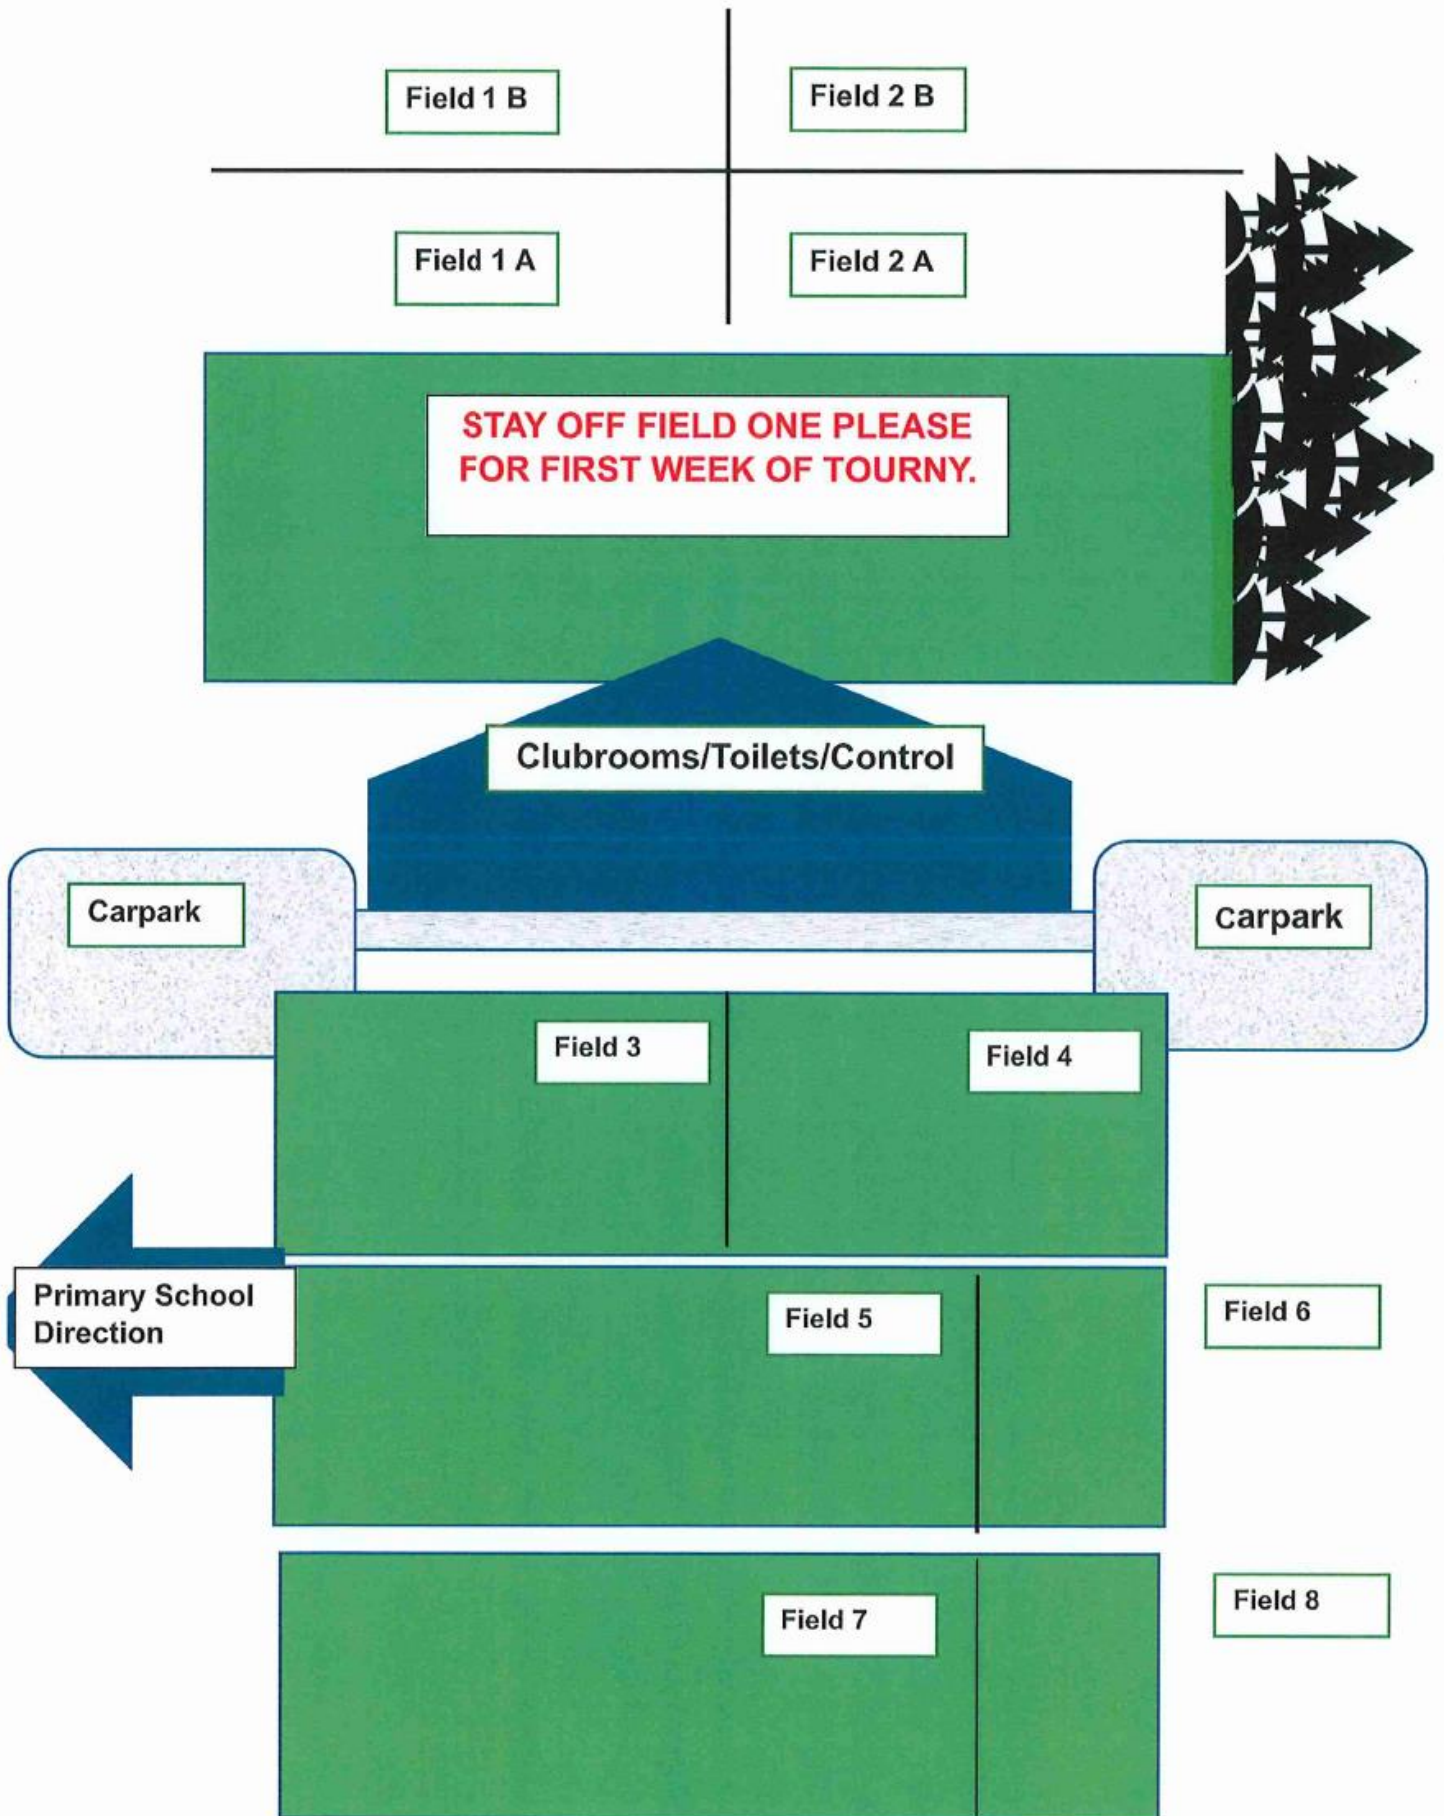 Field 1 B
Field 2 B
Field 1 A
Field 2 A
STAY OFF FIELD ONE PLEASE
FOR FIRST WEEK OF TOURNY.
Clubrooms/Toilets/Control
Carpark
Carpark
Field 3
Field 4
Primary School
Direction
Field 5
Field 6
Field 7
Field 8